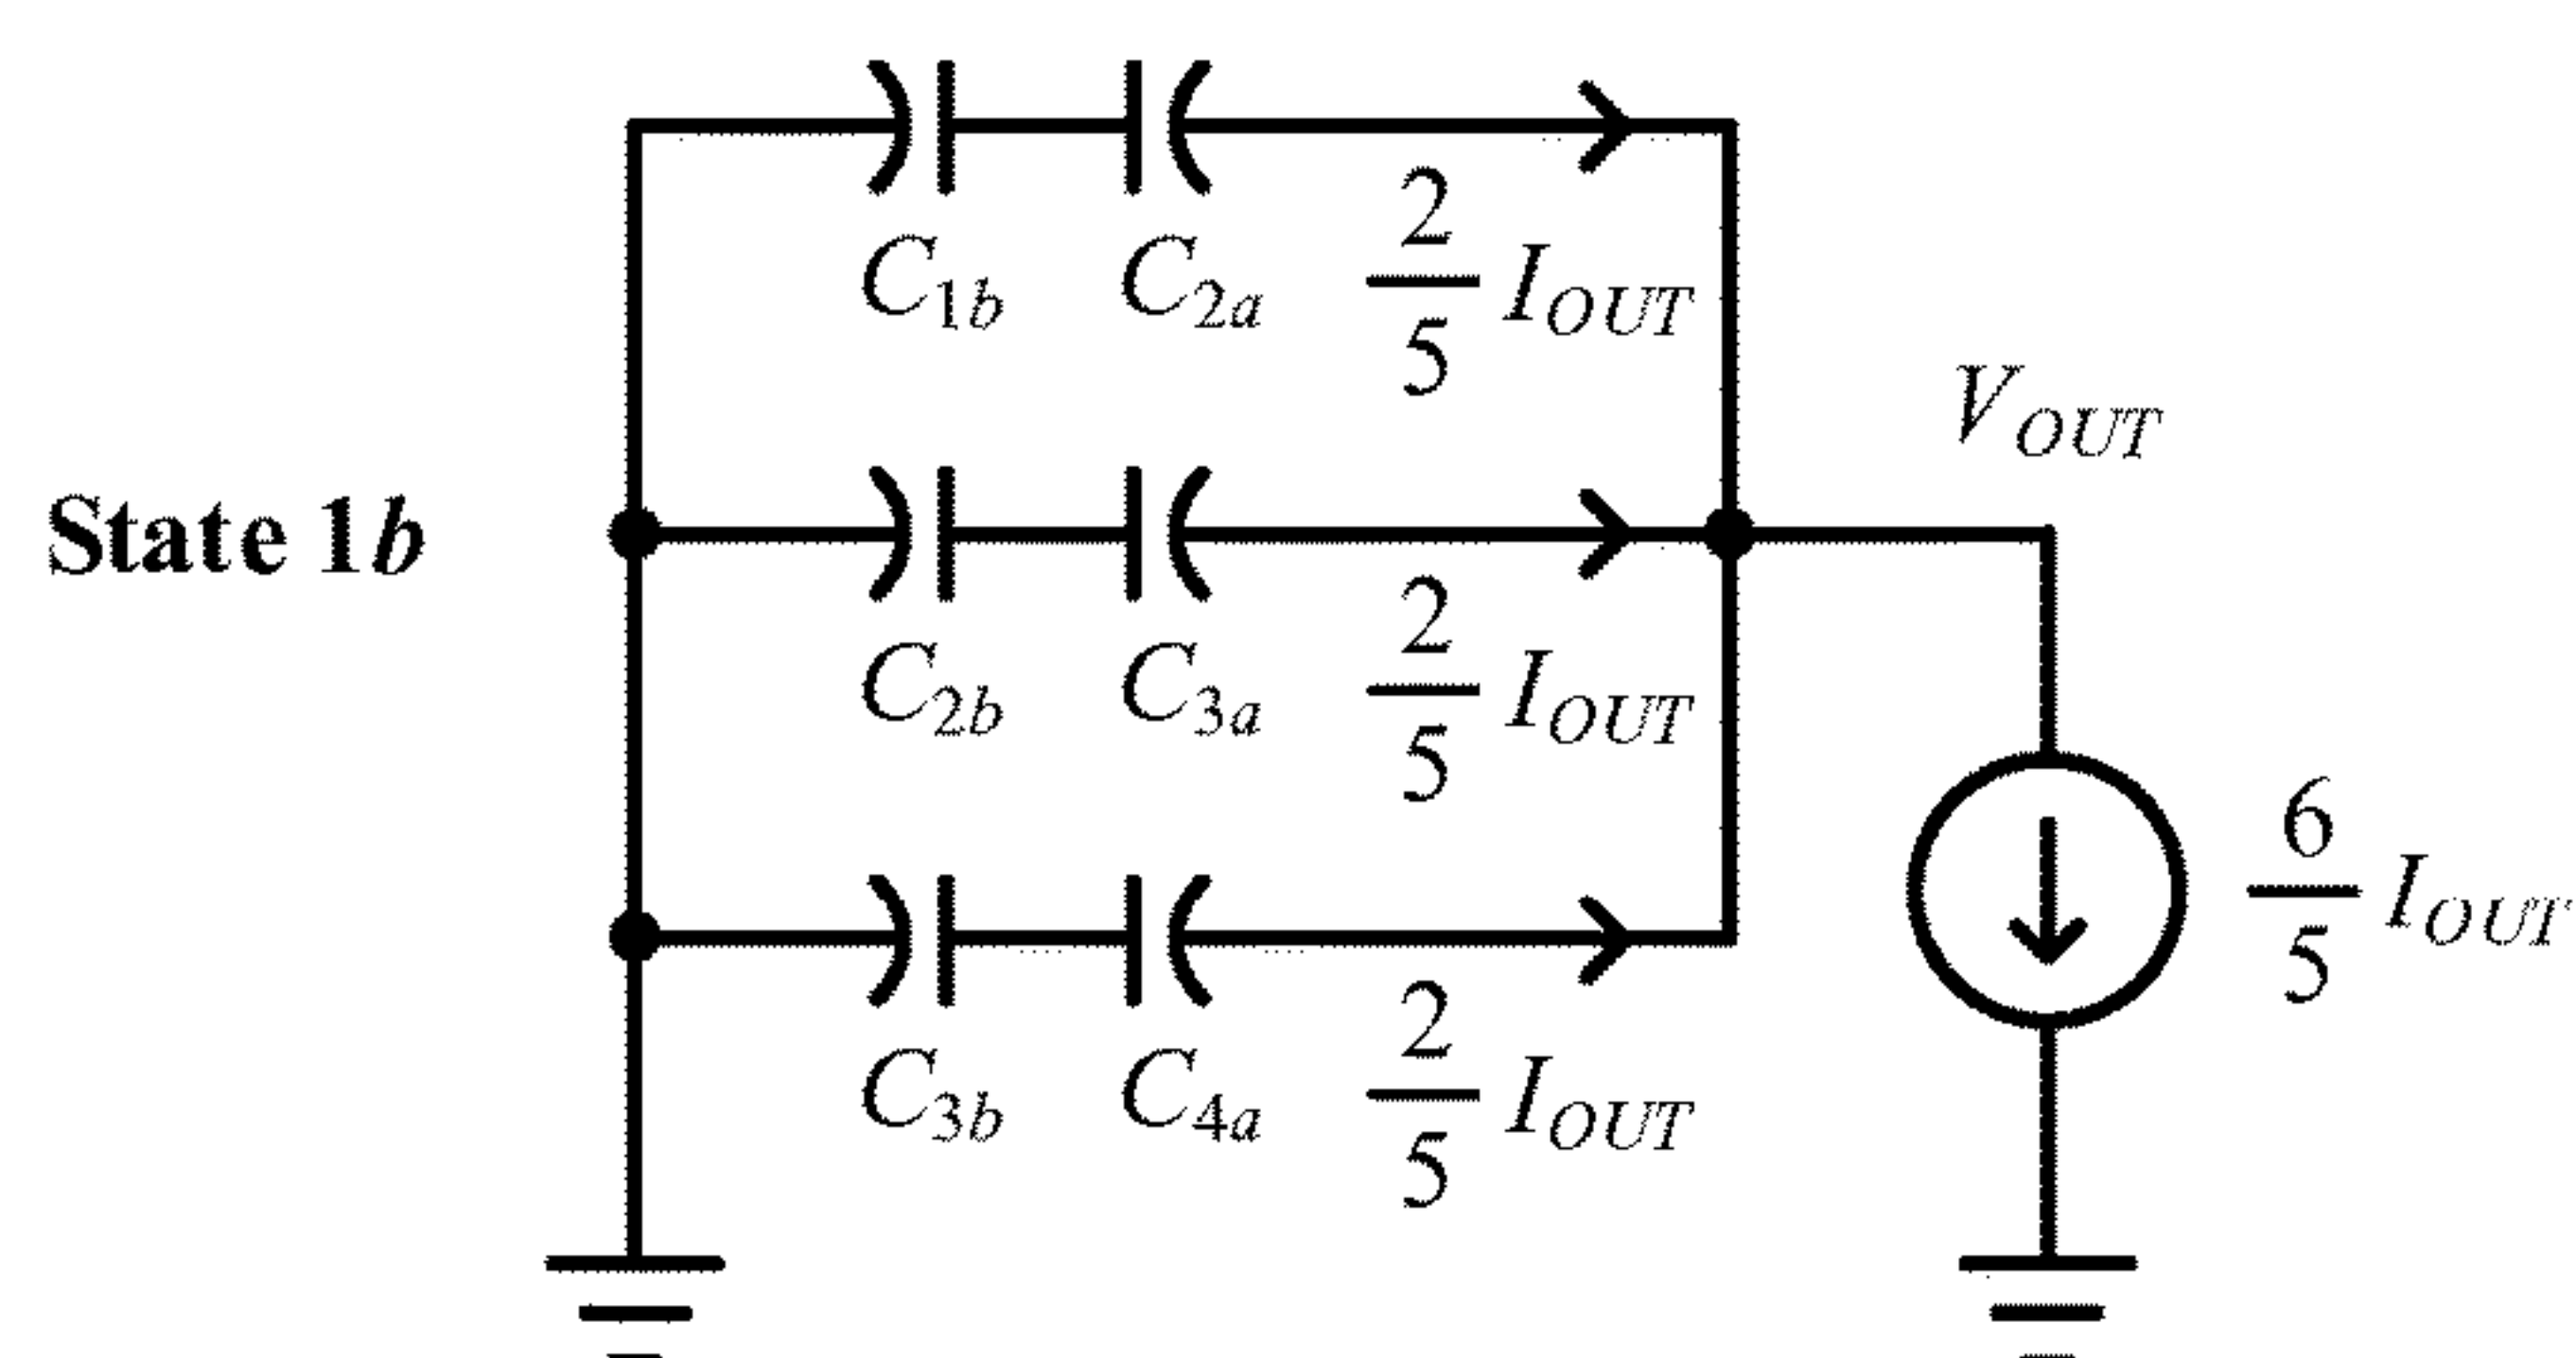 State 1b
C1b C2a 2/5 IOUT
C2b C3a 2/5 IOUT
C3b C4a 2/5 IOUT
VOUT
6/5 IOUT